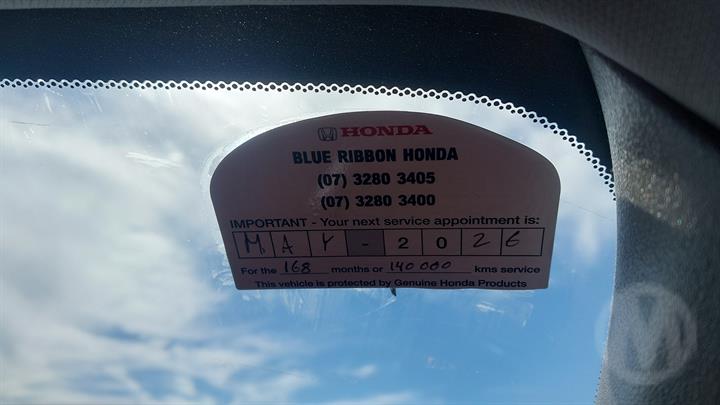 HONDA
BLUE RIBBON HONDA
(07) 3280 3405
(07) 3280 3400
IMPORTANT - Your next service appointment is:
MAY-2026
For the 168 months or 140 000 kms service
This vehicle is protected by Genuine Honda Products